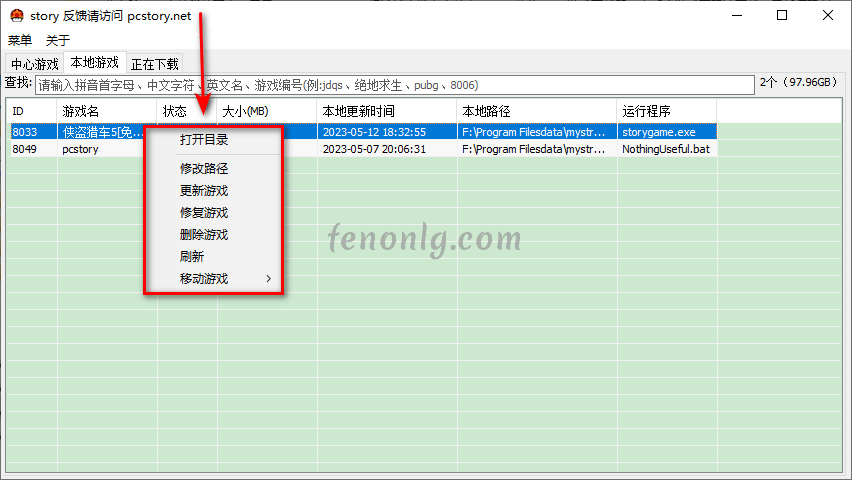 story 反馈请访问 pcstory.net
菜单 关于
中心游戏 本地游戏 正在下载
查找: 请输入拼音首字母、中文字符、英文名、游戏编号(例:jdqs、绝地求生、pubg、8006) 2个 (97.96GB)
ID 游戏名 状态 大小(MB) 本地更新时间 本地路径 运行程序
8033 侠盗猎车5[免... 2023-05-12 18:32:55 F:\Program Filesdata\mystr... storygame.exe
8049 pcstory 2023-05-07 20:06:31 F:\Program Filesdata\mystr... NothingUseful.bat
打开目录
修改路径
更新游戏
修复游戏
删除游戏
刷新
移动游戏
fenonlg.com